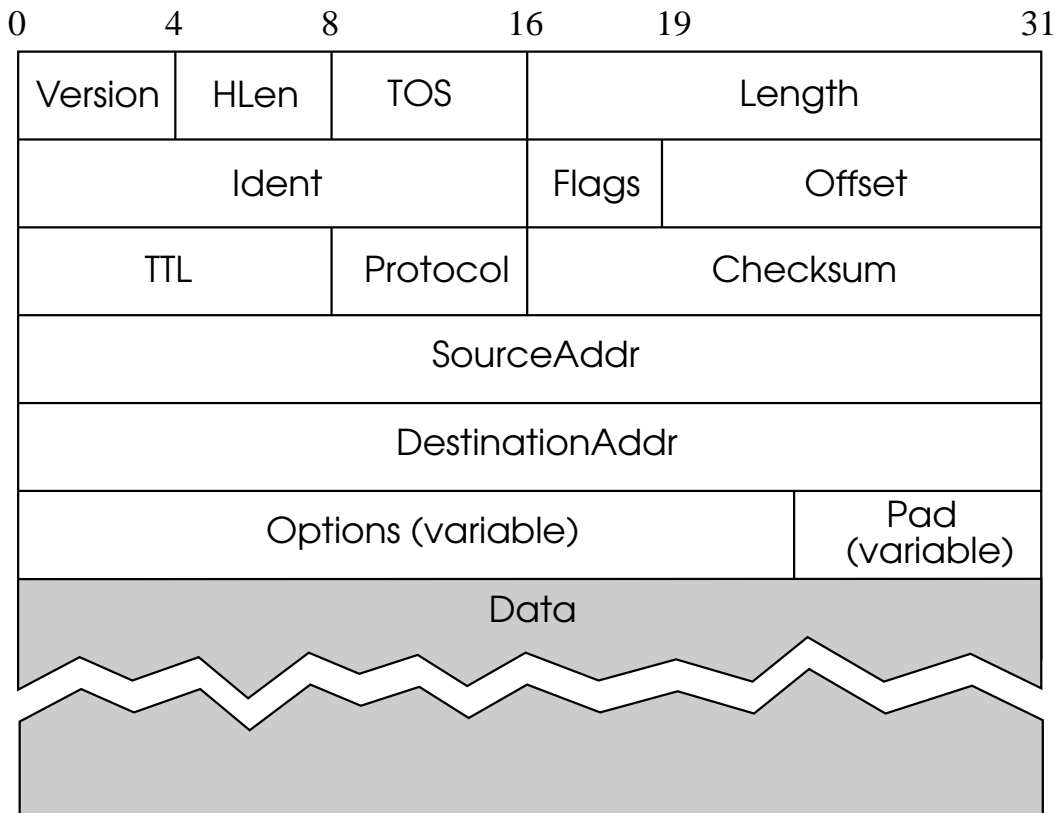 0 4 8 16 19 31
Version HLen TOS Length
Ident Flags Offset
TTL Protocol Checksum
SourceAddr
DestinationAddr
Options (variable) Pad
(variable)
Data